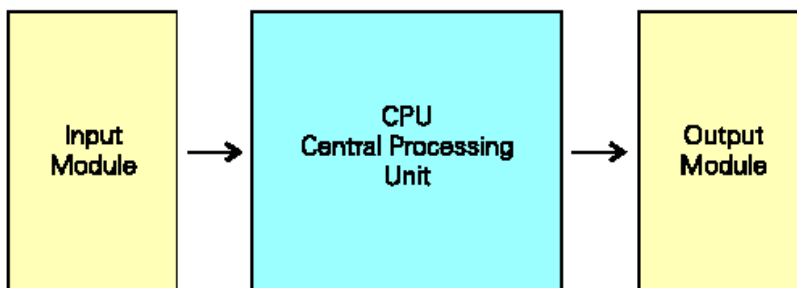 Input
Module
CPU
Central Processing
Unit
Output
Module